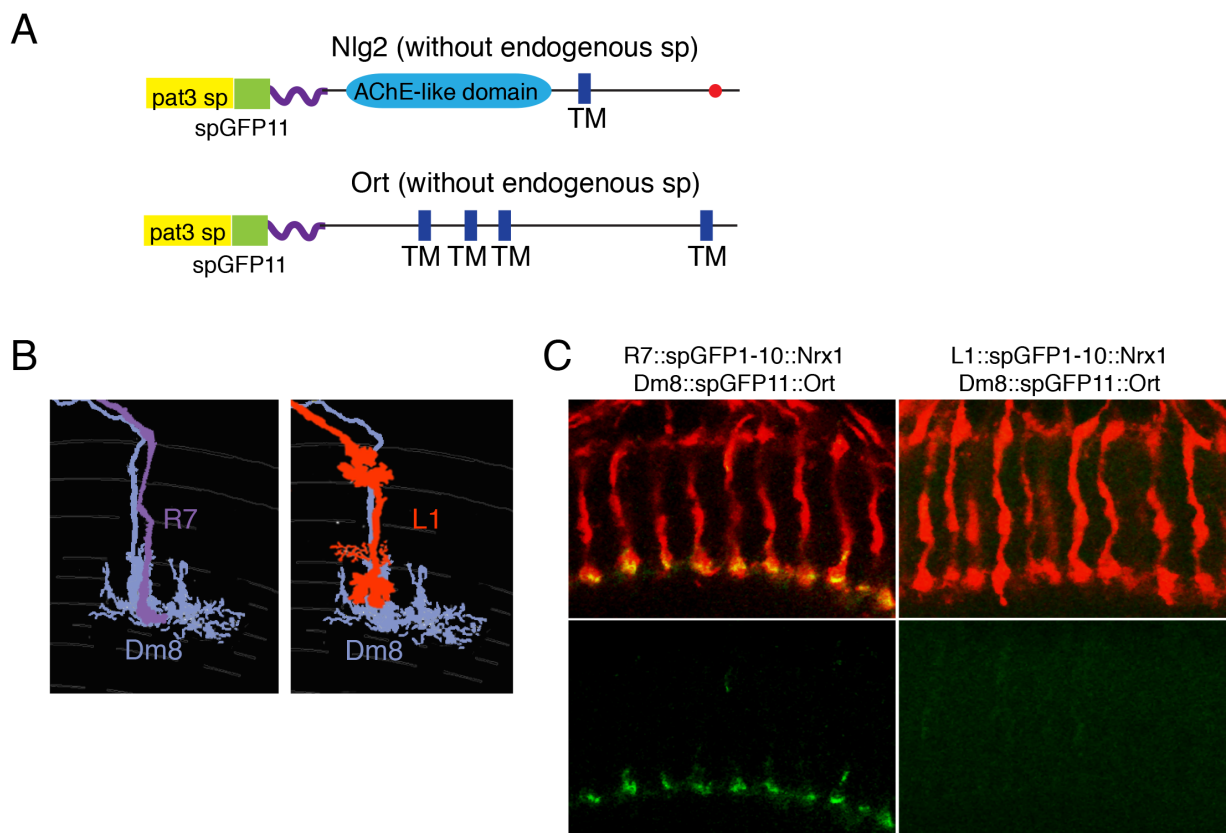 A
Nlg2 (without endogenous sp)
pat3 sp
AChE-like domain
spGFP11
TM
Ort (without endogenous sp)
pat3 sp
spGFP11
TM TM TM TM
B
R7
Dm8
L1
Dm8
C
R7::spGFP1-10::Nrx1
Dm8::spGFP11::Ort
L1::spGFP1-10::Nrx1
Dm8::spGFP11::Ort